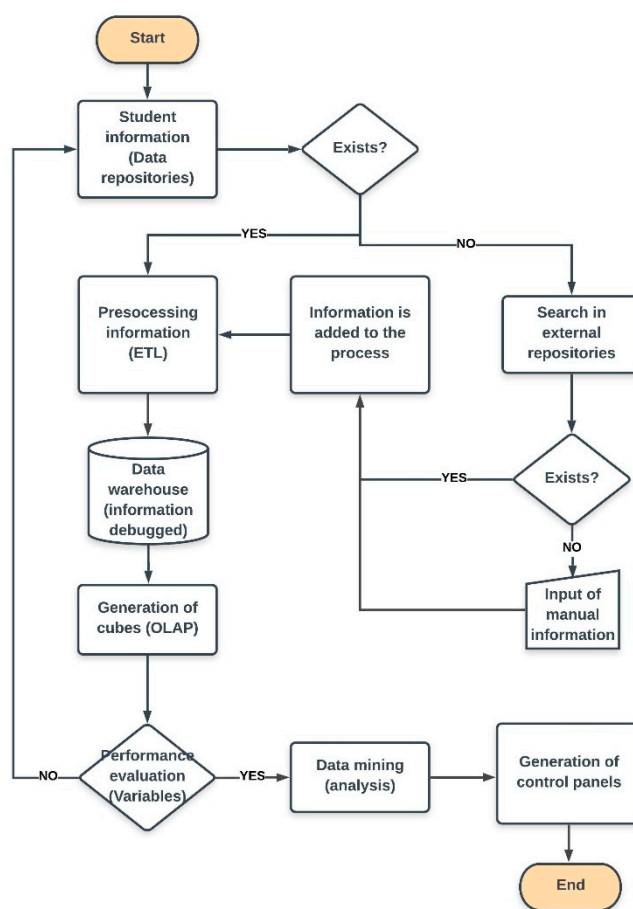 Start
Student
information
(Data
repositories)
Exists?
YES
NO
Presocessing
information
(ETL)
Information is
added to the
process
Search in
external
repositories
Data
warehouse
(information
debugged)
YES
Exists?
NO
Generation of
cubes (OLAP)
Input of
manual
information
NO
Performance
evaluation
(Variables)
YES
Data mining
(analysis)
Generation of
control panels
End